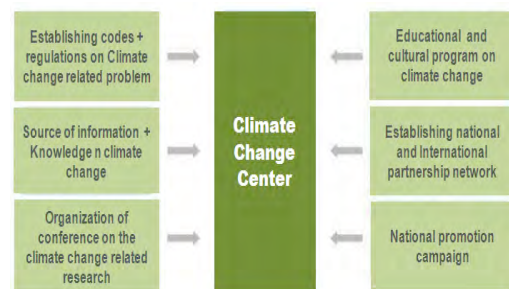 Establishing codes +
regulations on Climate
change related problem
Source of information +
Knowledge n climate
change
Organization of
conference on the
climate change related
research
Climate
Change
Center
Educational and
cultural program on
climate change
Establishing national
and International
partnership network
National promotion
campaign